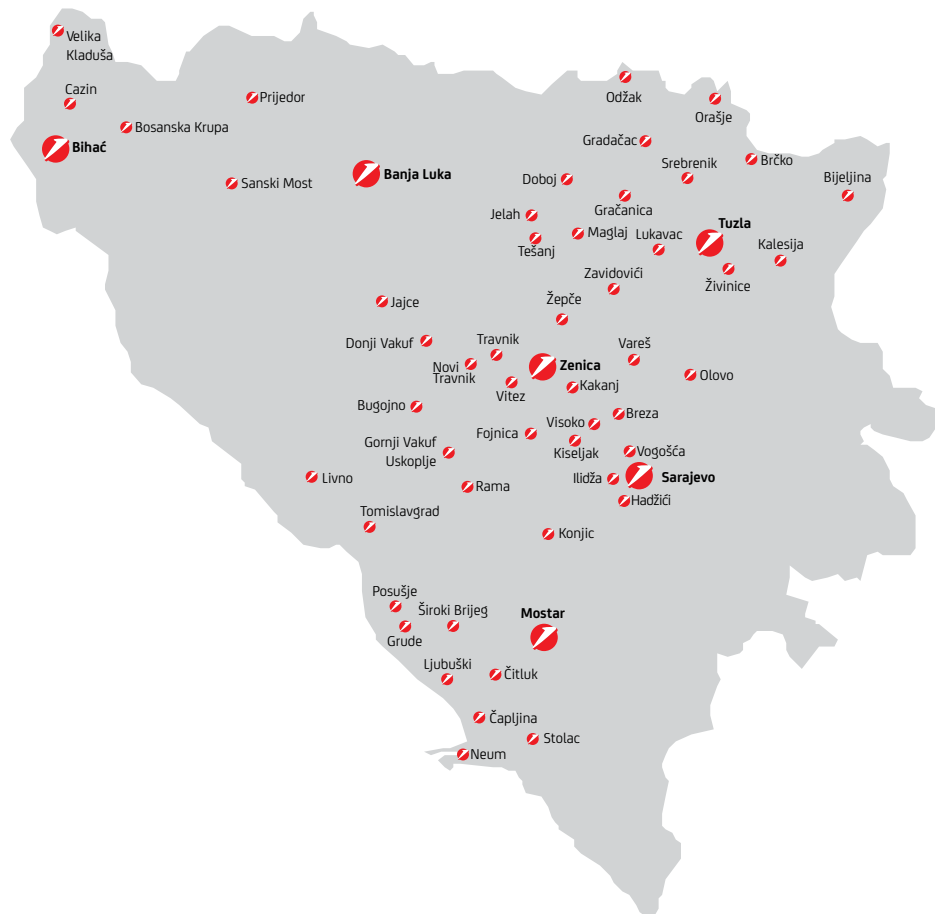 Velika
Kladuša
Cazin
Prijedor
Odžak
Orašje
Bosanska Krupa
Gradačac
Bihać
Brčko
Srebrenik
Banja Luka
Doboj
Bijeljina
Sanski Most
Gračanica
Jelah
Tuzla
Maglaj
Lukavac
Kalesija
Tešanj
Zavidovići
Živinice
Žepče
Jajce
Donji Vakuf
Travnik
Vareš
Novi
Travnik
Zenica
Olovo
Vitez
Kakanj
Bugojno
Breza
Visoko
Fojnica
Gornji Vakuf
Uskoplje
Kiseljak
Vogošća
Livno
Ilidža
Sarajevo
Rama
Hadžići
Tomislavgrad
Konjic
Posušje
Široki Brijeg
Mostar
Grude
Ljubuški
Čitluk
Čapljina
Stolac
Neum